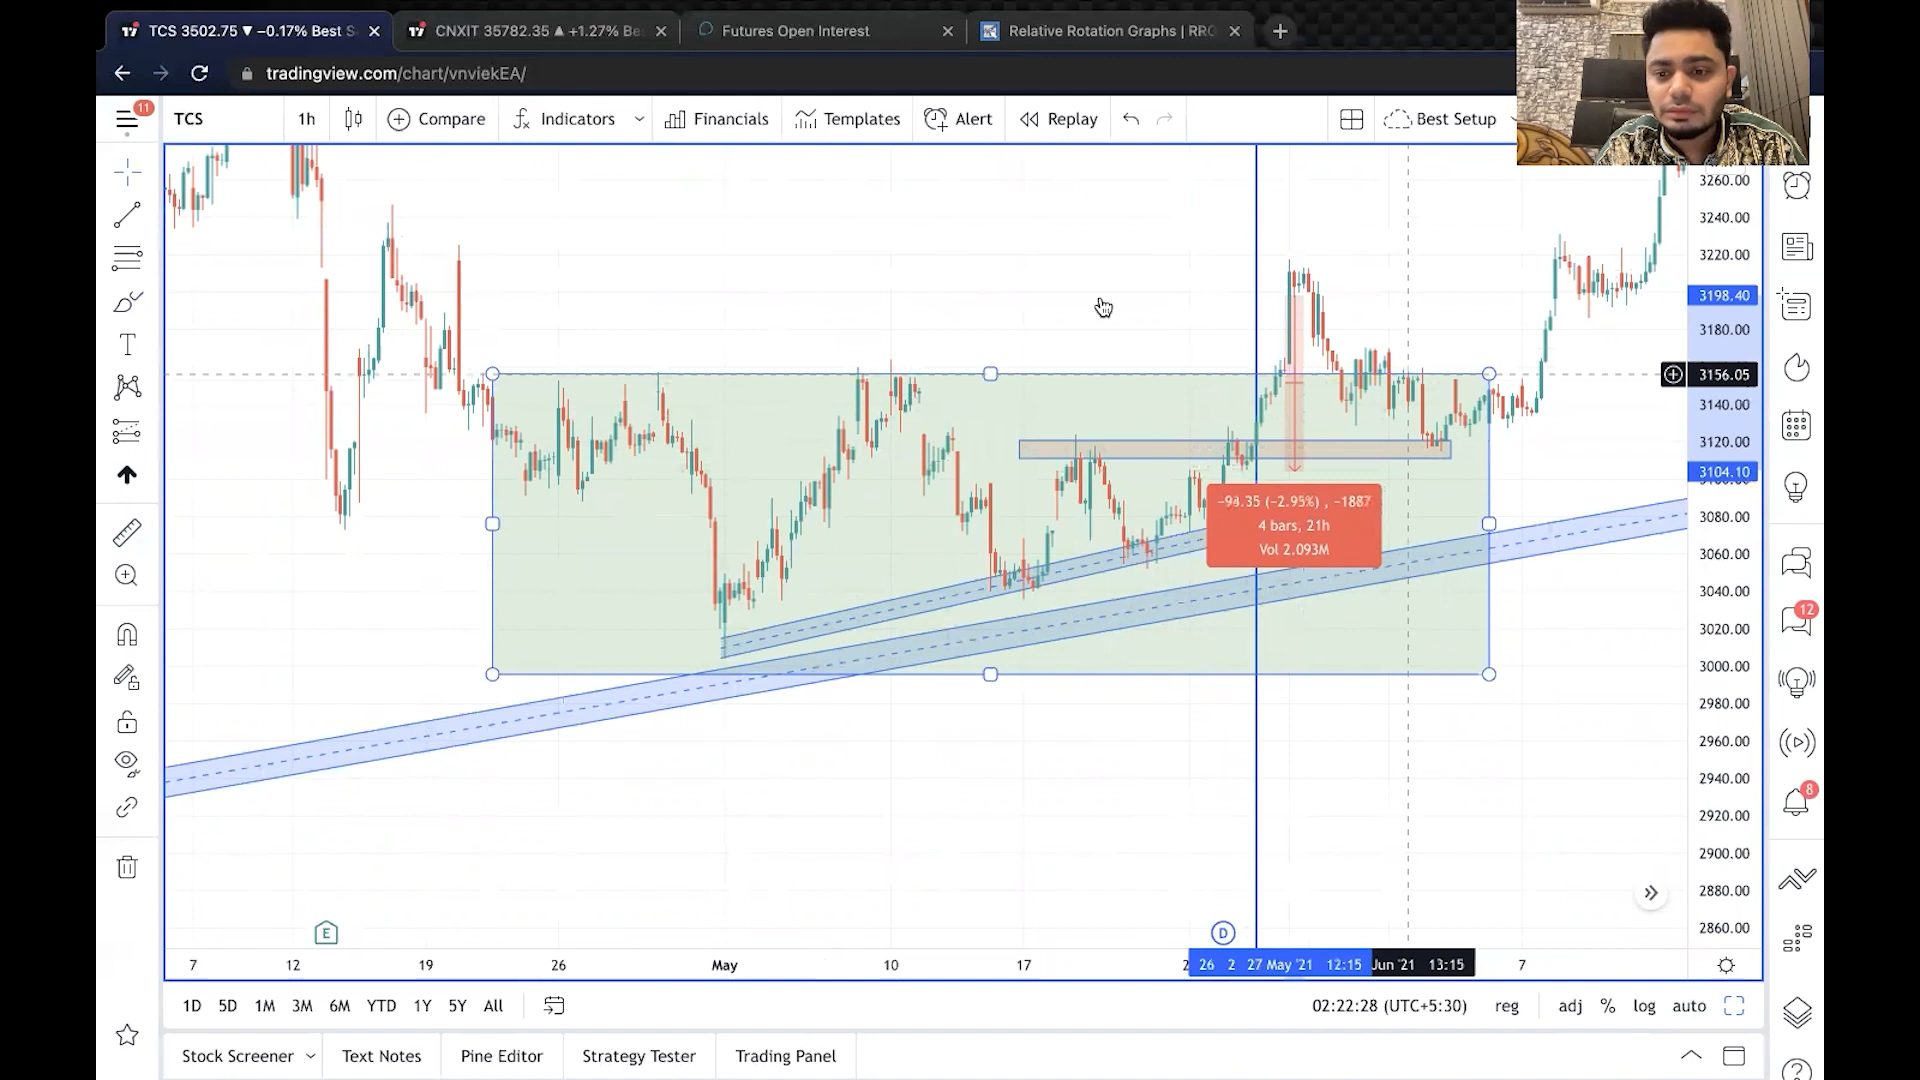 TCS 3502.75 ▼ −0.17% Best S
CNXIT 35782.35 ▲ +1.27% Be
Futures Open Interest
Relative Rotation Graphs | RRG
tradingview.com/chart/vnviekEA/
11
TCS
1h
Compare
Indicators
Financials
Templates
Alert
Replay
Best Setup
3260.00
3240.00
3220.00
3198.40
3180.00
3156.05
3140.00
3120.00
3104.10
3080.00
3060.00
3040.00
3020.00
3000.00
2980.00
2960.00
2940.00
2920.00
2900.00
2880.00
2860.00
−94.35 (−2.95%) , −1887
4 bars, 21h
Vol 2.093M
12
8
E
D
7
12
19
26
May
10
17
26
27 May '21 12:15
Jun '21 13:15
7
1D 5D 1M 3M 6M YTD 1Y 5Y All
02:22:28 (UTC+5:30)
reg
adj
%
log
auto
Stock Screener
Text Notes
Pine Editor
Strategy Tester
Trading Panel